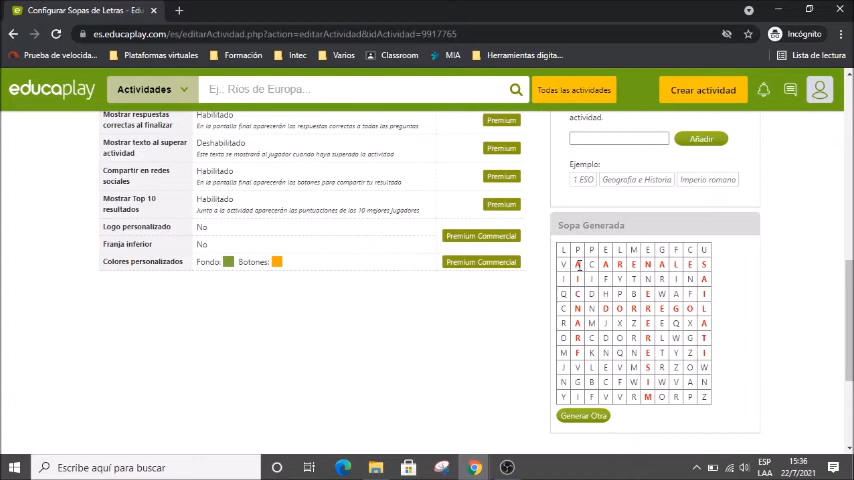 Configurar Sopas de Letras - Edu
es.educaplay.com/es/editarActividad.php?action=editarActividad&idActividad=9917765
Incógnito
Prueba de velocida...
Plataformas virtuales
Formación
Intec
Varios
Classroom
MIA
Herramientas digita...
Lista de lectura
educaplay
Actividades
Ej., Ríos de Europa...
Todas las actividades
Crear actividad
Mostrar respuestas correctas al finalizar
Habilitado
En la pantalla final aparecerán las respuestas correctas a todas las preguntas
Premium
Mostrar texto al superar actividad
Deshabilitado
Este texto se mostrará al jugador cuando haya superado la actividad
Premium
Compartir en redes sociales
Habilitado
En la pantalla final aparecerán los botones para compartir tu resultado
Premium
Mostrar Top 10 resultados
Habilitado
Junto a la actividad aparecerán las puntuaciones de los 10 mejores jugadores
Premium
Logo personalizado
No
Premium Commercial
Franja inferior
No
Colores personalizados
Fondo:
Botones:
Premium Commercial
actividad.
Añadir
Ejemplo:
1 ESO
Geografía e Historia
Imperio romano
Sopa Generada
L P P E L M E G F C U
V A C A R E N A L E S
I I J F Y T N R I N A
Q C D H P B E W A F I
C N N D O R R E G O L
R A M J X Z E E Q X A
D R C D O R R L W G T
M F K N Q N E T Y Z I
J V L E V M S R Z O W
N G B C F W I W V A N
Y I F V V R M O R P Z
Generar Otra
Escribe aquí para buscar
ESP
LAA
15:36
22/7/2021